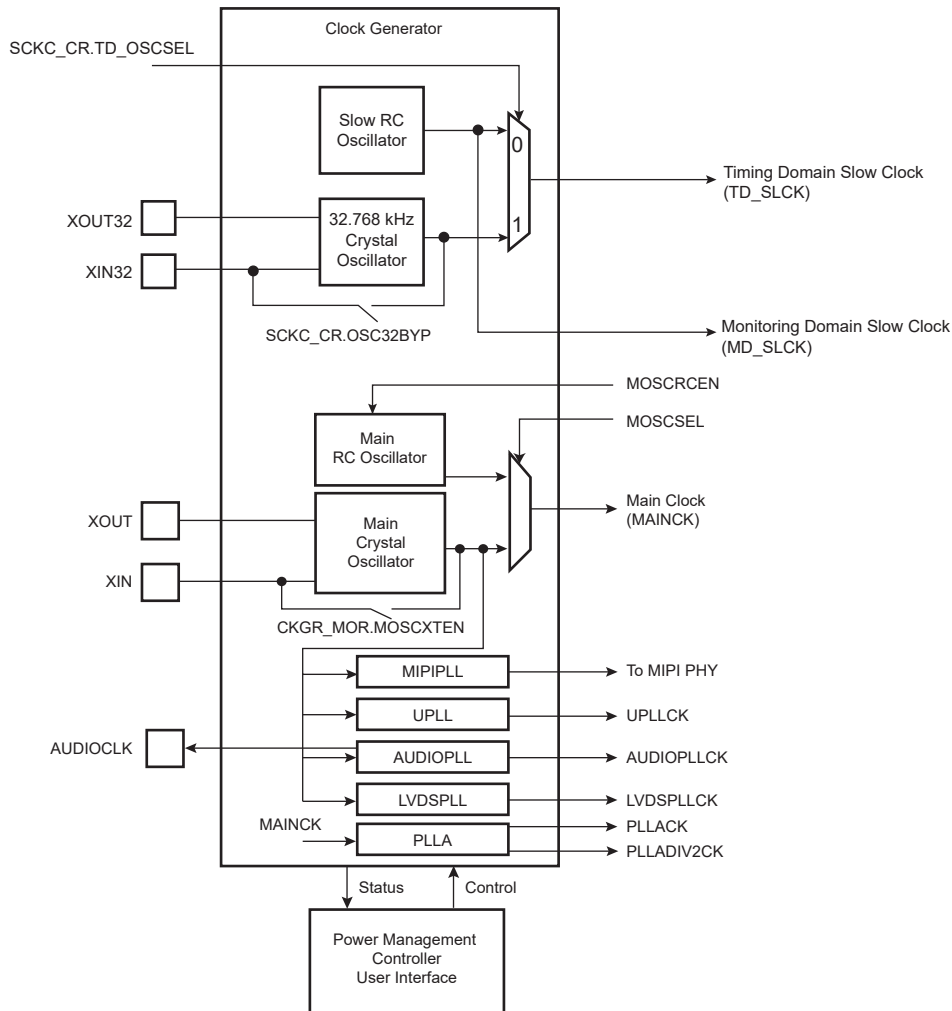 Clock Generator
SCKC_CR.TD_OSCSEL
Slow RC
Oscillator
0
Timing Domain Slow Clock
(TD_SLCK)
XOUT32
32.768 kHz
Crystal
Oscillator
1
XIN32
SCKC_CR.OSC32BYP
Monitoring Domain Slow Clock
(MD_SLCK)
MOSCRCEN
MOSCSEL
Main
RC Oscillator
Main Clock
(MAINCK)
XOUT
Main
Crystal
Oscillator
XIN
CKGR_MOR.MOSCXTEN
MIPIPLL
To MIPI PHY
UPLL
UPLLCK
AUDIOCLK
AUDIOPLL
AUDIOPLLCK
LVDSPLL
LVDSPLLCK
MAINCK
PLLA
PLLACK
PLLADIV2CK
Status
Control
Power Management
Controller
User Interface